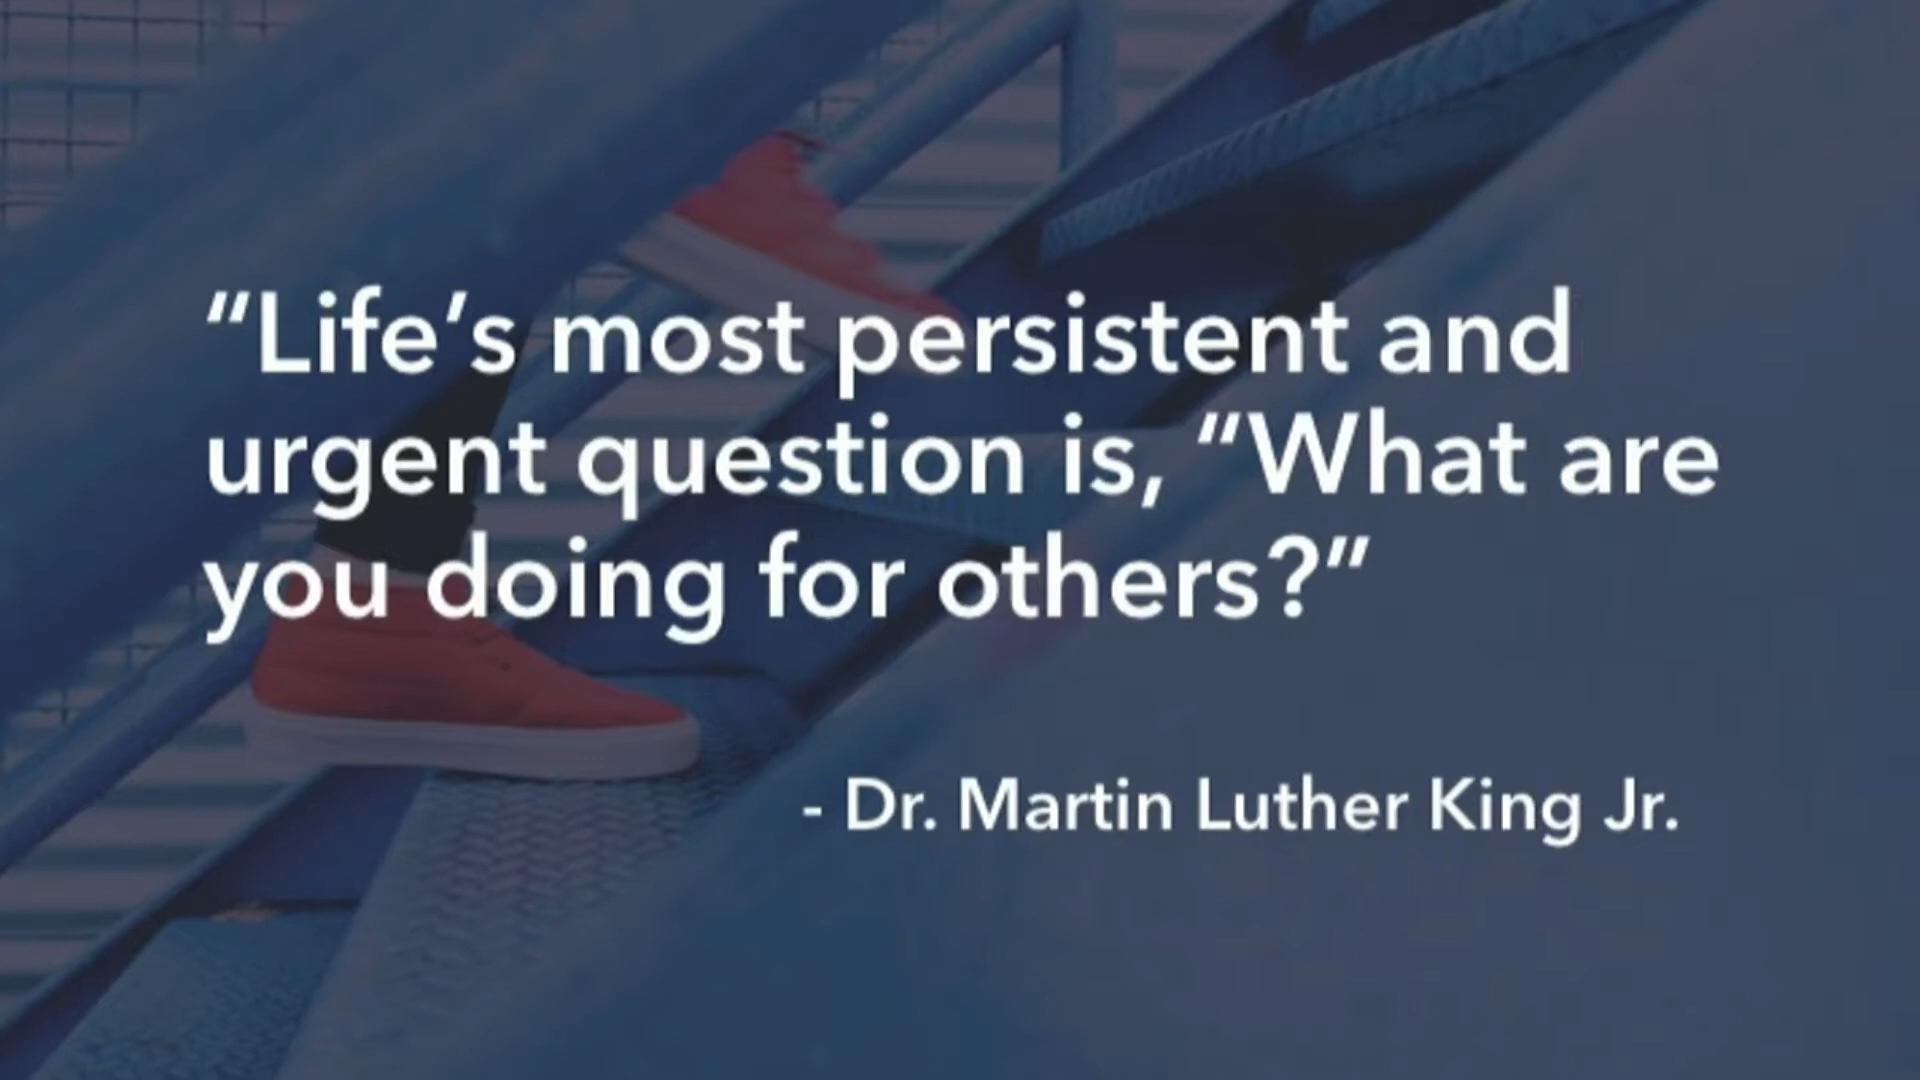 “Life’s most persistent and
urgent question is, “What are
you doing for others?”
- Dr. Martin Luther King Jr.